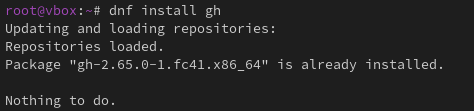 root@vbox:~# dnf install gh
Updating and loading repositories:
Repositories loaded.
Package "gh-2.65.0-1.fc41.x86_64" is already installed.
Nothing to do.